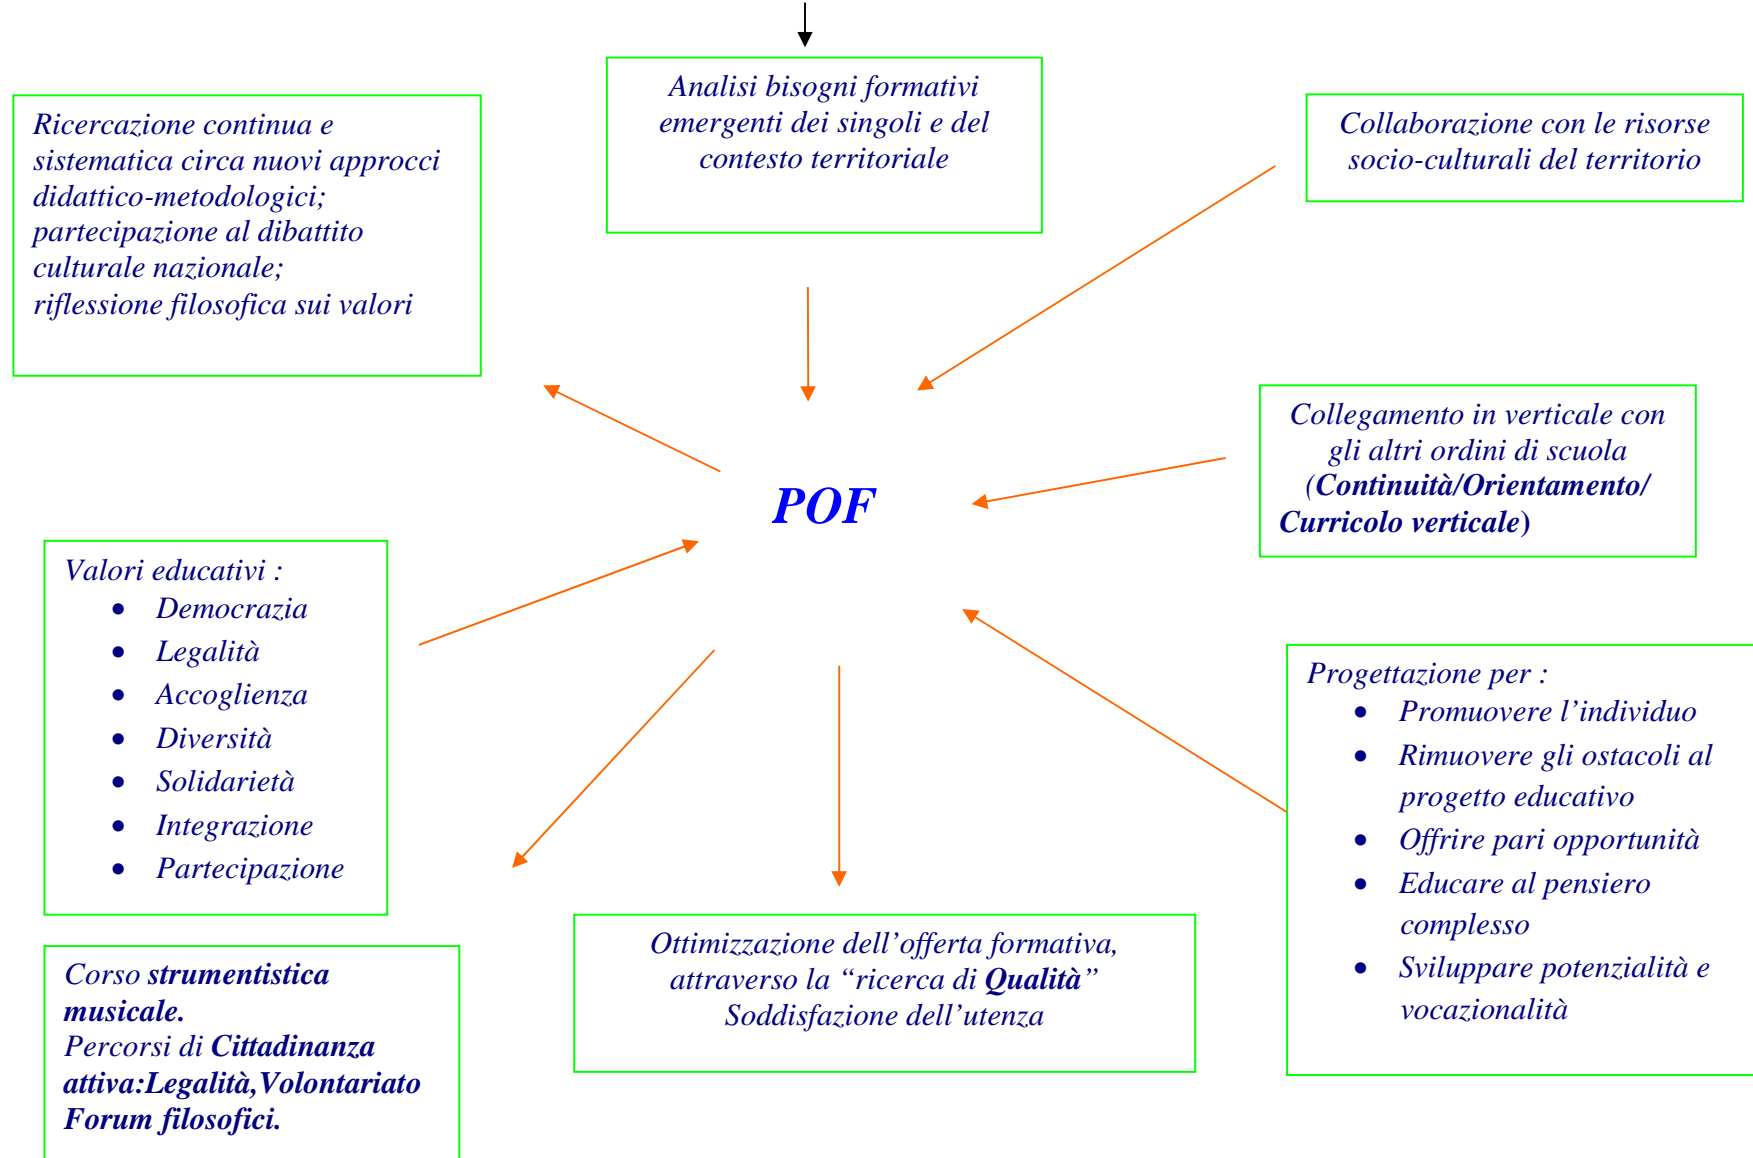 Analisi bisogni formativi
emergenti dei singoli e del
contesto territoriale
Ricercazione continua e
sistematica circa nuovi approcci
didattico-metodologici;
partecipazione al dibattito
culturale nazionale;
riflessione filosofica sui valori
Collaborazione con le risorse
socio-culturali del territorio
Collegamento in verticale con
gli altri ordini di scuola
(Continuità/Orientamento/
Curricolo verticale)
POF
Valori educativi :
• Democrazia
• Legalità
• Accoglienza
• Diversità
• Solidarietà
• Integrazione
• Partecipazione
Progettazione per :
• Promuovere l’individuo
• Rimuovere gli ostacoli al
progetto educativo
• Offrire pari opportunità
• Educare al pensiero
complesso
• Sviluppare potenzialità e
vocazionalità
Corso strumentistica
musicale.
Percorsi di Cittadinanza
attiva:Legalità,Volontariato
Forum filosofici.
Ottimizzazione dell’offerta formativa,
attraverso la “ricerca di Qualità”
Soddisfazione dell’utenza